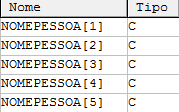 Nome Tipo
NOMEPESSOA[1] C
NOMEPESSOA[2] C
NOMEPESSOA[3] C
NOMEPESSOA[4] C
NOMEPESSOA[5] C